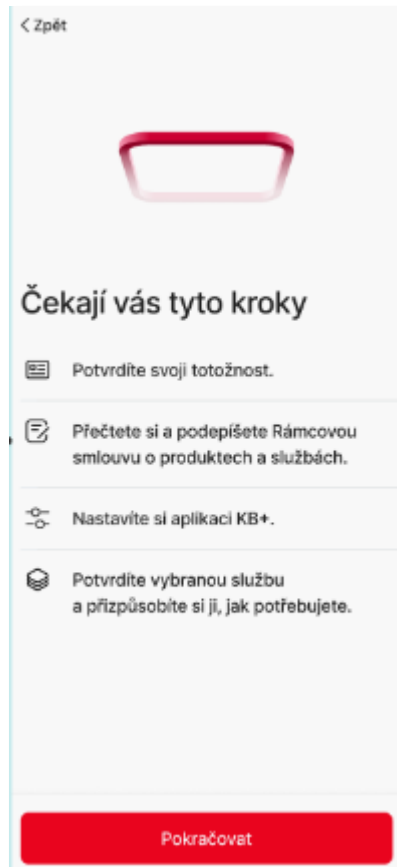 < Zpět
Čekají vás tyto kroky
Potvrdíte svoji totožnost.
Přečtete si a podepíšete Rámcovou
smlouvu o produktech a službách.
Nastavíte si aplikaci KB+.
Potvrdíte vybranou službu
a přizpůsobíte si ji, jak potřebujete.
Pokračovat